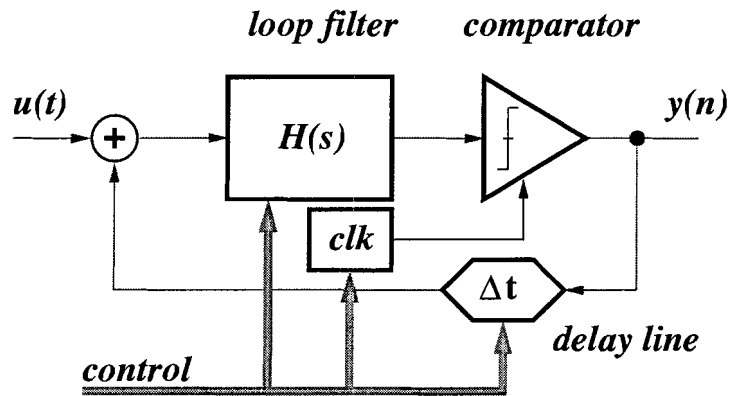 loop filter
comparator
u(t)
+
H(s)
y(n)
clk
Δt
delay line
control